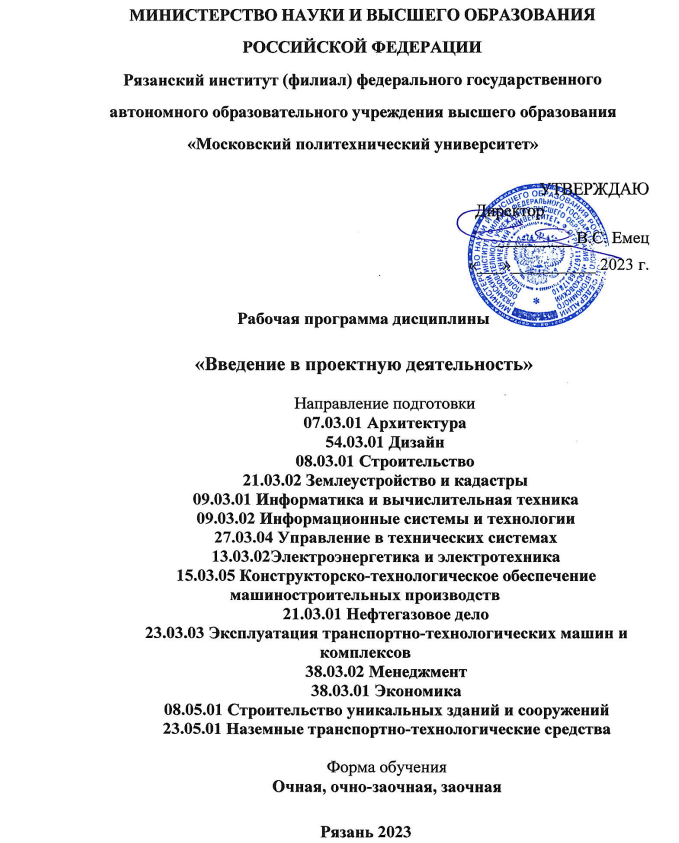 МИНИСТЕРСТВО НАУКИ И ВЫСШЕГО ОБРАЗОВАНИЯ
РОССИЙСКОЙ ФЕДЕРАЦИИ
Рязанский институт (филиал) федерального государственного
автономного образовательного учреждения высшего образования
«Московский политехнический университет»
УТВЕРЖДАЮ
Директор
В.С. Емец
«__»________2023 г.
Рабочая программа дисциплины
«Введение в проектную деятельность»
Направление подготовки
07.03.01 Архитектура
54.03.01 Дизайн
08.03.01 Строительство
21.03.02 Землеустройство и кадастры
09.03.01 Информатика и вычислительная техника
09.03.02 Информационные системы и технологии
27.03.04 Управление в технических системах
13.03.02Электроэнергетика и электротехника
15.03.05 Конструкторско-технологическое обеспечение
машиностроительных производств
21.03.01 Нефтегазовое дело
23.03.03 Эксплуатация транспортно-технологических машин и
комплексов
38.03.02 Менеджмент
38.03.01 Экономика
08.05.01 Строительство уникальных зданий и сооружений
23.05.01 Наземные транспортно-технологические средства
Форма обучения
Очная, очно-заочная, заочная
Рязань 2023